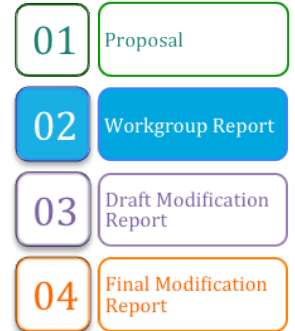 01
Proposal
02
Workgroup Report
03
Draft Modification
Report
04
Final Modification
Report